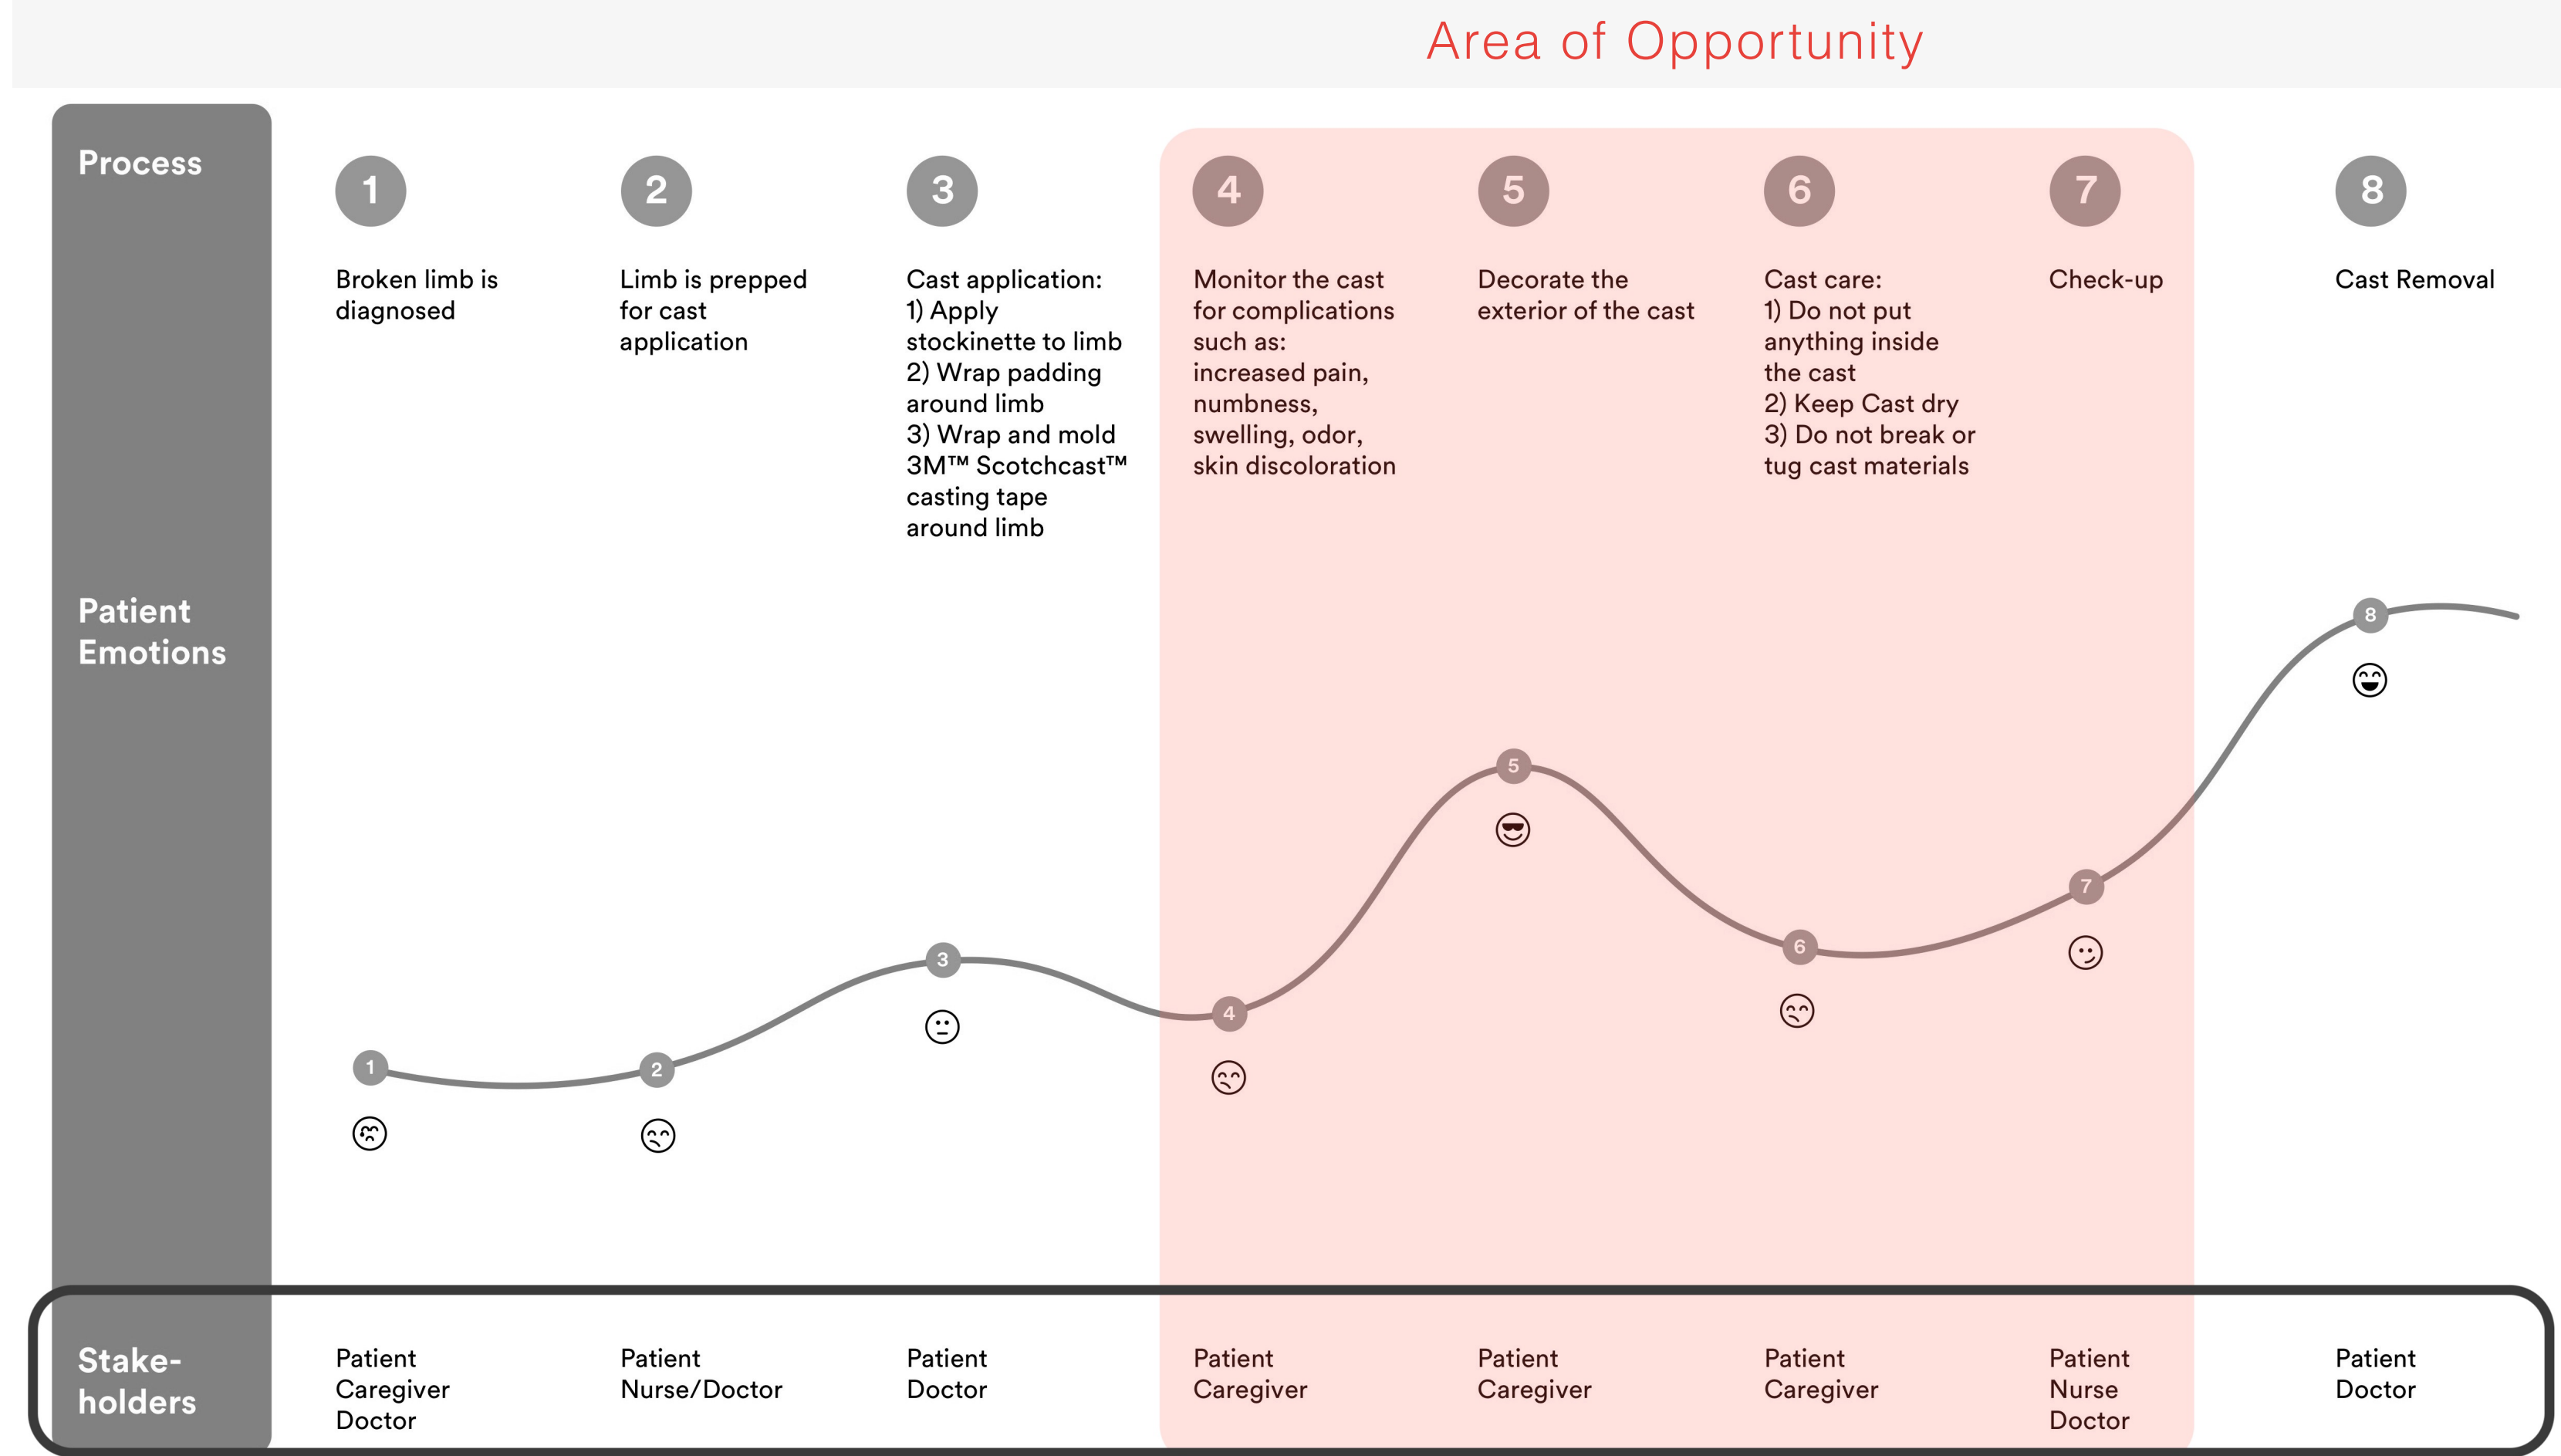 Area of Opportunity
Process
1
2
3
4
5
6
7
8
Broken limb is
diagnosed
Limb is prepped
for cast
application
Cast application:
1) Apply
stockinette to limb
2) Wrap padding
around limb
3) Wrap and mold
3M™ Scotchcast™
casting tape
around limb
Monitor the cast
for complications
such as:
increased pain,
numbness,
swelling, odor,
skin discoloration
Decorate the
exterior of the cast
Cast care:
1) Do not put
anything inside
the cast
2) Keep Cast dry
3) Do not break or
tug cast materials
Check-up
Cast Removal
Patient
Emotions
1
2
3
4
5
6
7
8
Stake-
holders
Patient
Caregiver
Doctor
Patient
Nurse/Doctor
Patient
Doctor
Patient
Caregiver
Patient
Caregiver
Patient
Caregiver
Patient
Nurse
Doctor
Patient
Doctor